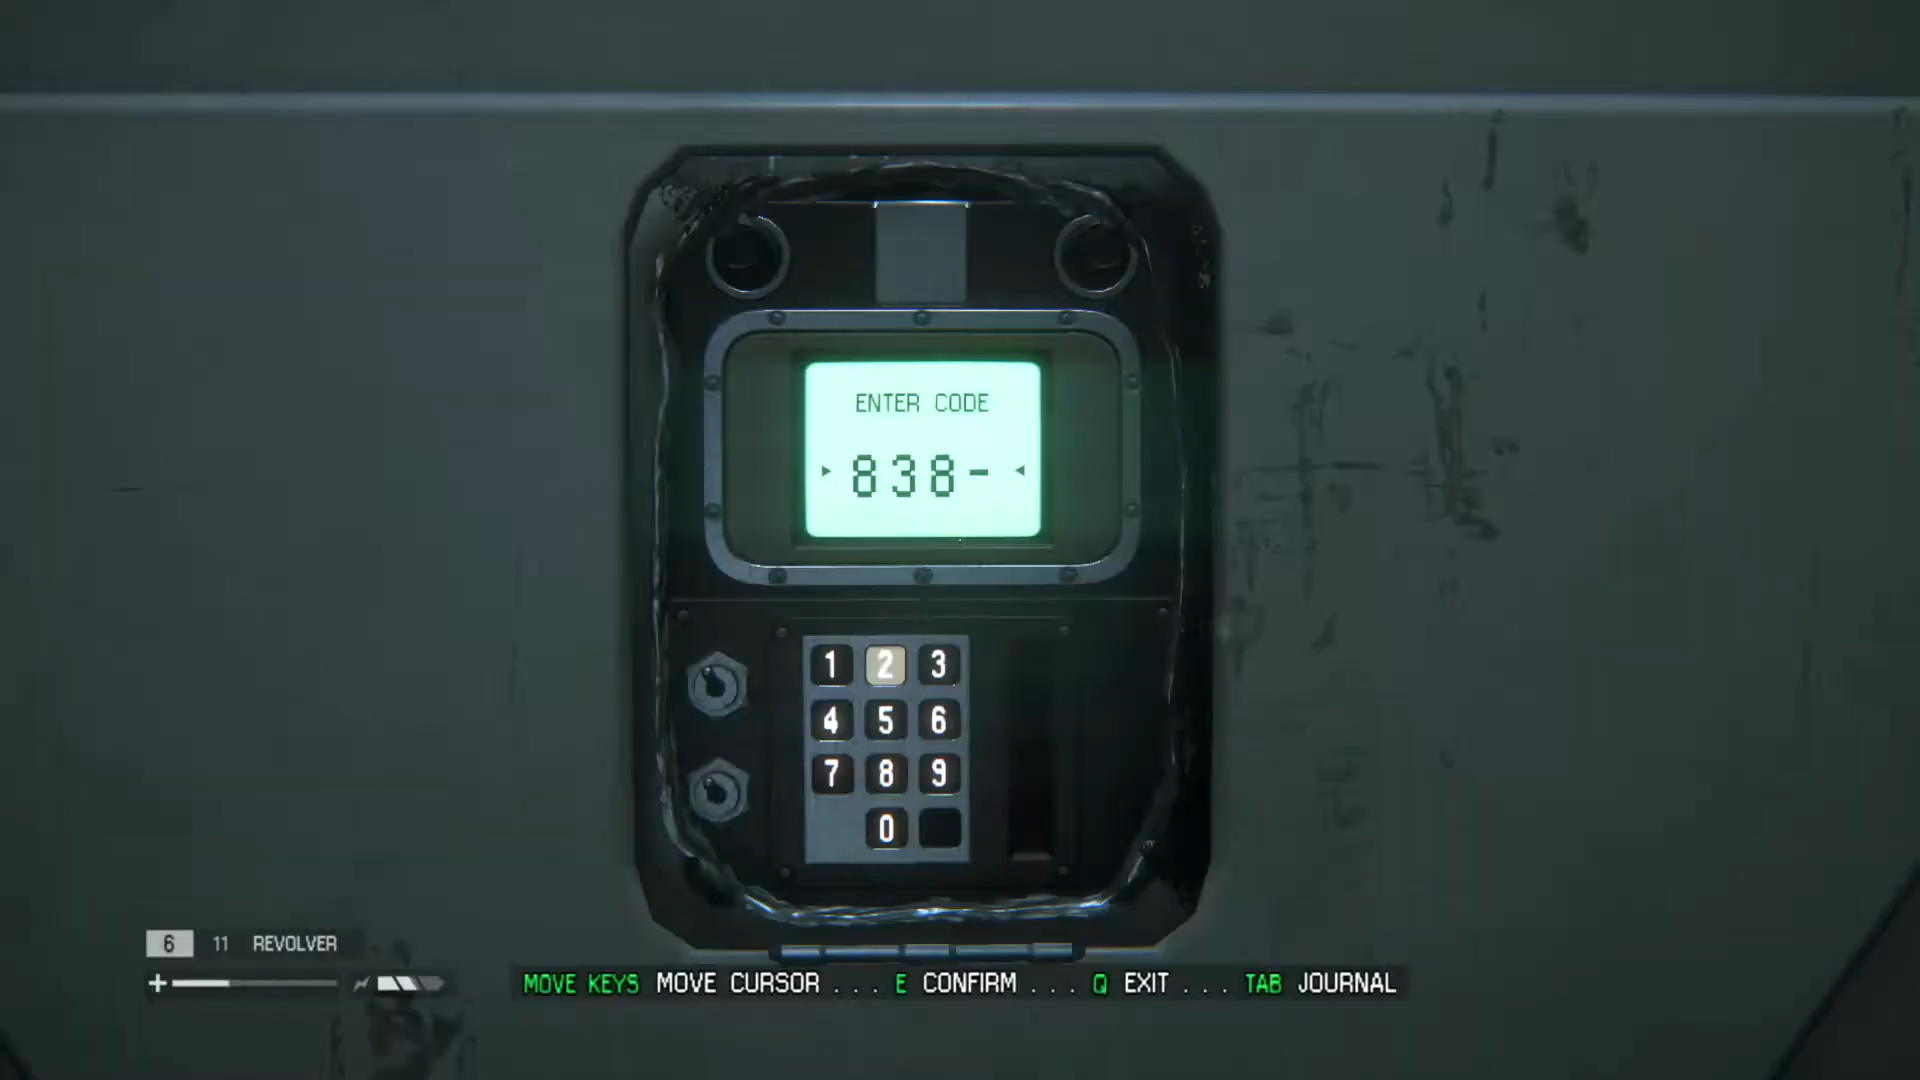 ENTER CODE
▸ 838- ◂
1 2 3
4 5 6
7 8 9
0
6 11 REVOLVER
MOVE KEYS MOVE CURSOR . . . E CONFIRM . . . Q EXIT . . . TAB JOURNAL